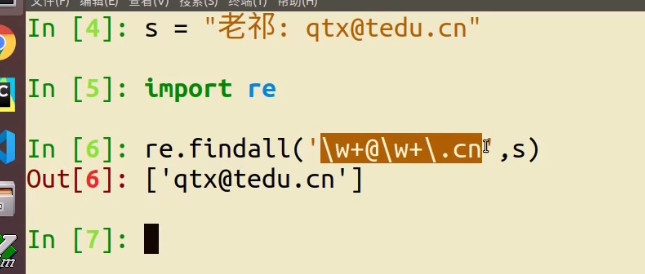 文件(F) 编辑(E) 查看(V) 搜索(S) 终端(T) 帮助(H)
In [4]: s = "老祁: qtx@tedu.cn"
In [5]: import re
In [6]: re.findall('\w+@\w+\.cn',s)
Out[6]: ['qtx@tedu.cn']
In [7]: